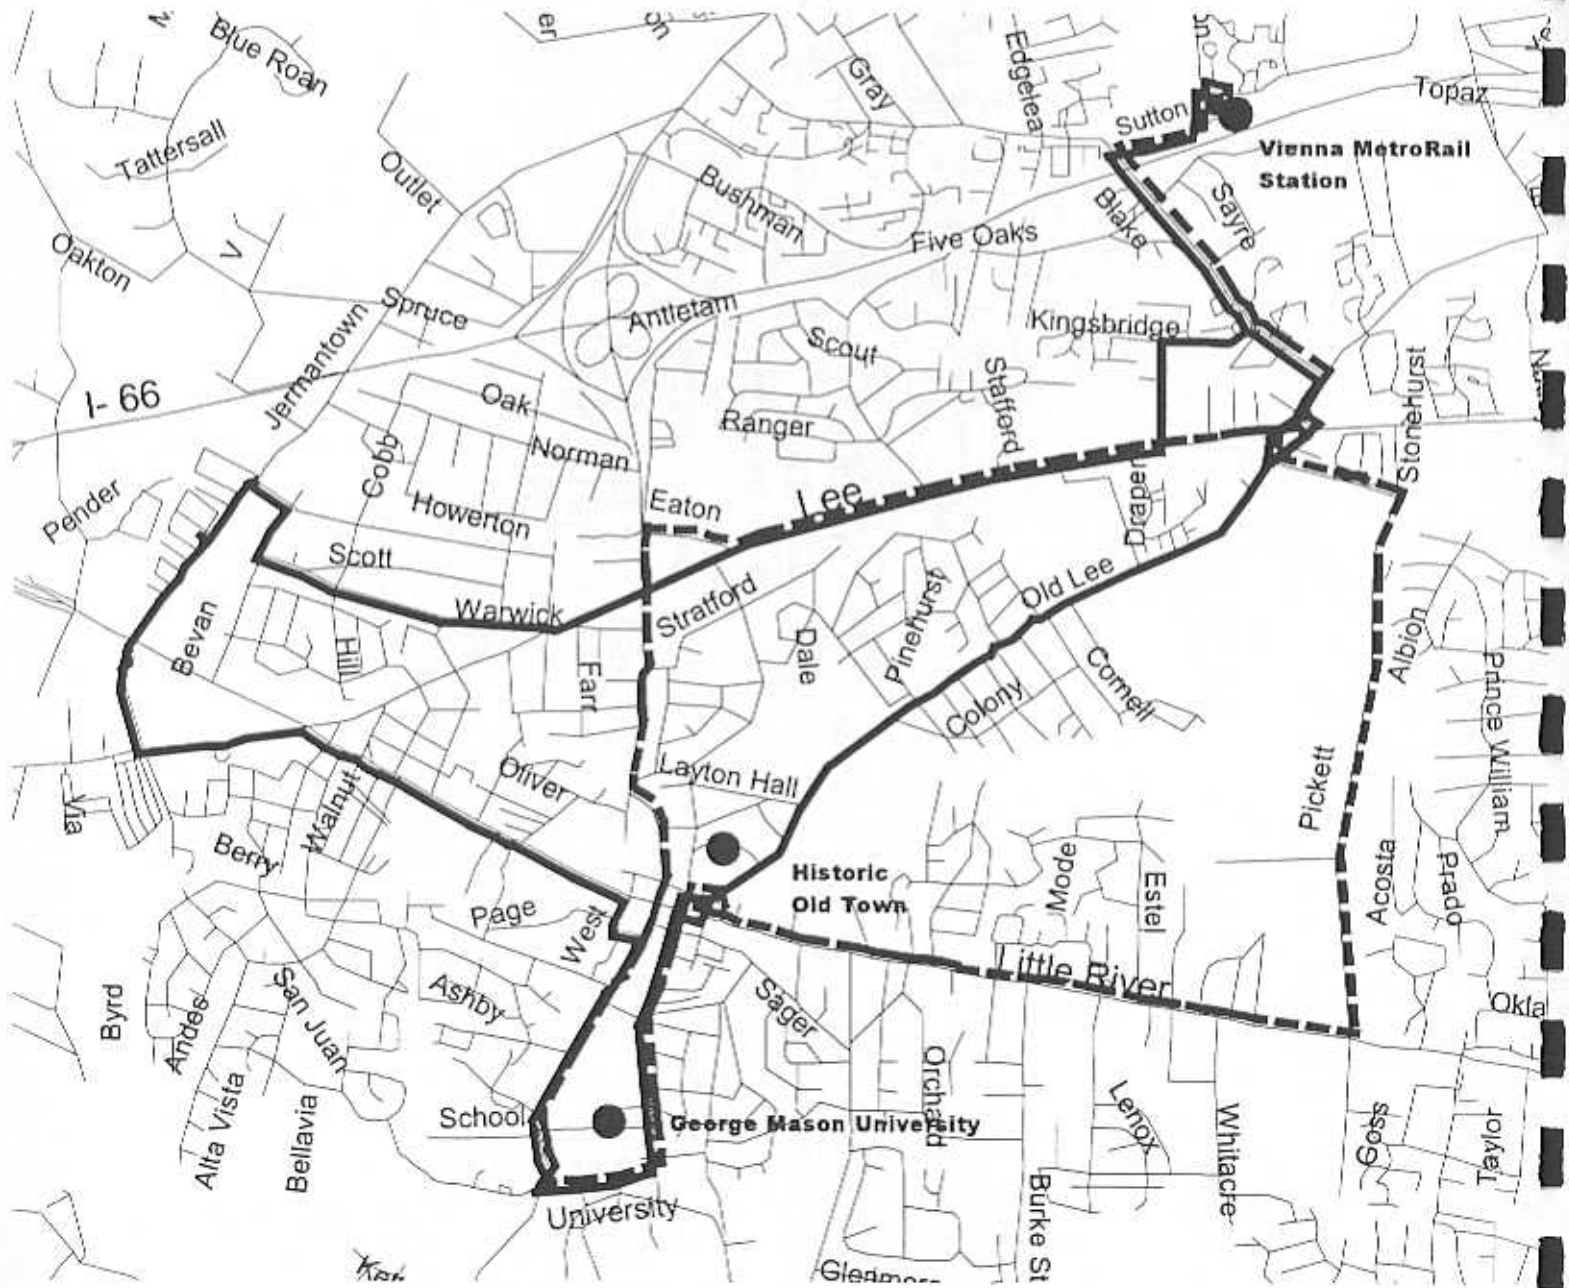 Blue Roan
Gray
Edgelea
Sutton
Topaz
Tattersall
Outlet
Vienna MetroRail
Station
Bushman
Blake
Sayre
Five Oaks
Oakton
V
Spruce
Antietam
Kingsbridge
Jermantown
Scout
Stafford
Stonehurst
I- 66
Oak
Ranger
Norman
Cobb
Pender
Howerton
Eaton
Lee
Draper
Scott
Warwick
Stratford
Old Lee
Pinehurst
Bevan
Hill
Farr
Dale
Colony
Cornell
Albion
Prince William
Via
Oliver
Layton Hall
Pickett
Walnut
Berry
Historic
Old Town
Mode
Estel
Acosta
Prado
Page
West
Little River
Byrd
Andes
San Juan
Ashby
Sager
Okla
Orchard
Alta Vista
Bellavia
School
George Mason University
Lenox
Whitacre
Goss
Taylor
University
Burke St